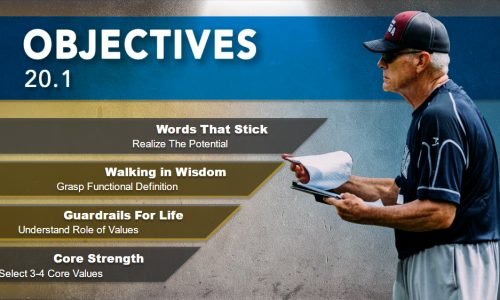 OBJECTIVES
20.1
Words That Stick
Realize The Potential
Walking in Wisdom
Grasp Functional Definition
Guardrails For Life
Understand Role of Values
Core Strength
Select 3-4 Core Values